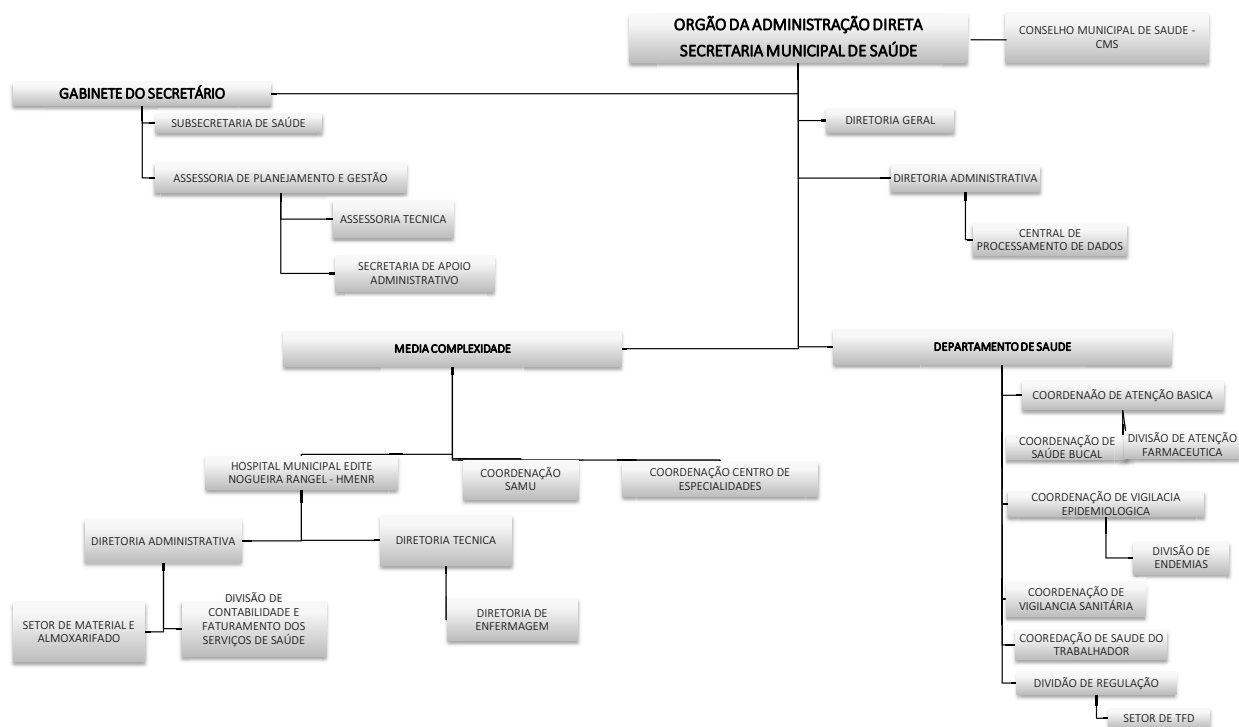 ORGÃO DA ADMINISTRAÇÃO DIRETA
SECRETARIA MUNICIPAL DE SAÚDE
CONSELHO MUNICIPAL DE SAUDE -
CMS
GABINETE DO SECRETÁRIO
SUBSECRETARIA DE SAÚDE
DIRETORIA GERAL
ASSESSORIA DE PLANEJAMENTO E GESTÃO
DIRETORIA ADMINISTRATIVA
ASSESSORIA TECNICA
CENTRAL DE
PROCESSAMENTO DE DADOS
SECRETARIA DE APOIO
ADMINISTRATIVO
MEDIA COMPLEXIDADE
DEPARTAMENTO DE SAUDE
COORDENAÃO DE ATENÇÃO BASICA
COORDENAÇÃO DE
SAÚDE BUCAL
DIVISÃO DE ATENÇÃO
FARMACEUTICA
HOSPITAL MUNICIPAL EDITE
NOGUEIRA RANGEL - HMENR
COORDENAÇÃO
SAMU
COORDENAÇÃO CENTRO DE
ESPECIALIDADES
COORDENAÇÃO DE VIGILACIA
EPIDEMIOLOGICA
DIRETORIA ADMINISTRATIVA
DIRETORIA TECNICA
DIVISÃO DE
ENDEMIAS
SETOR DE MATERIAL E
ALMOXARIFADO
DIVISÃO DE
CONTABILIDADE E
FATURAMENTO DOS
SERVIÇOS DE SAÚDE
DIRETORIA DE
ENFERMAGEM
COORDENAÇÃO DE
VIGILANCIA SANITÁRIA
COOREDAÇÃO DE SAUDE DO
TRABALHADOR
DIVIDÃO DE REGULAÇÃO
SETOR DE TFD